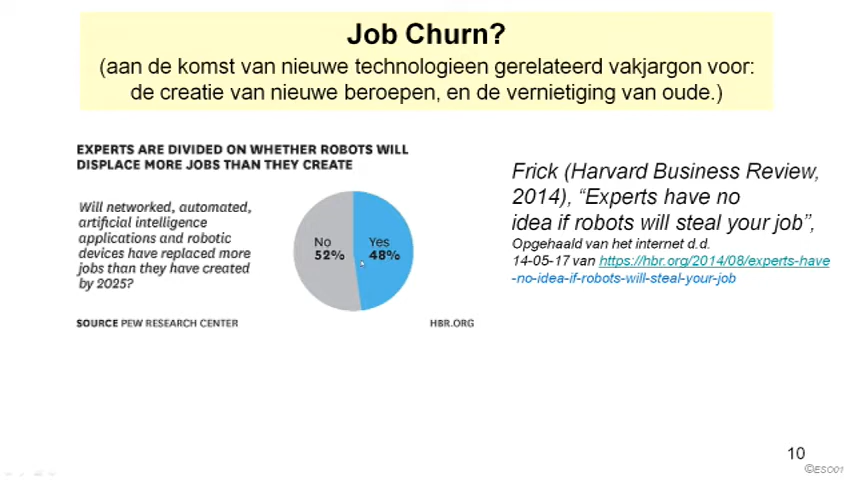 Job Churn?
(aan de komst van nieuwe technologieen gerelateerd vakjargon voor:
de creatie van nieuwe beroepen, en de vernietiging van oude.)
EXPERTS ARE DIVIDED ON WHETHER ROBOTS WILL
DISPLACE MORE JOBS THAN THEY CREATE
Will networked, automated,
artificial intelligence
applications and robotic
devices have replaced more
jobs than they have created
by 2025?
No
52%
Yes
48%
SOURCE PEW RESEARCH CENTER
HBR.ORG
Frick (Harvard Business Review,
2014), “Experts have no
idea if robots will steal your job”,
Opgehaald van het internet d.d.
14-05-17 van https://hbr.org/2014/08/experts-have
-no-idea-if-robots-will-steal-your-job
10
©ESO01